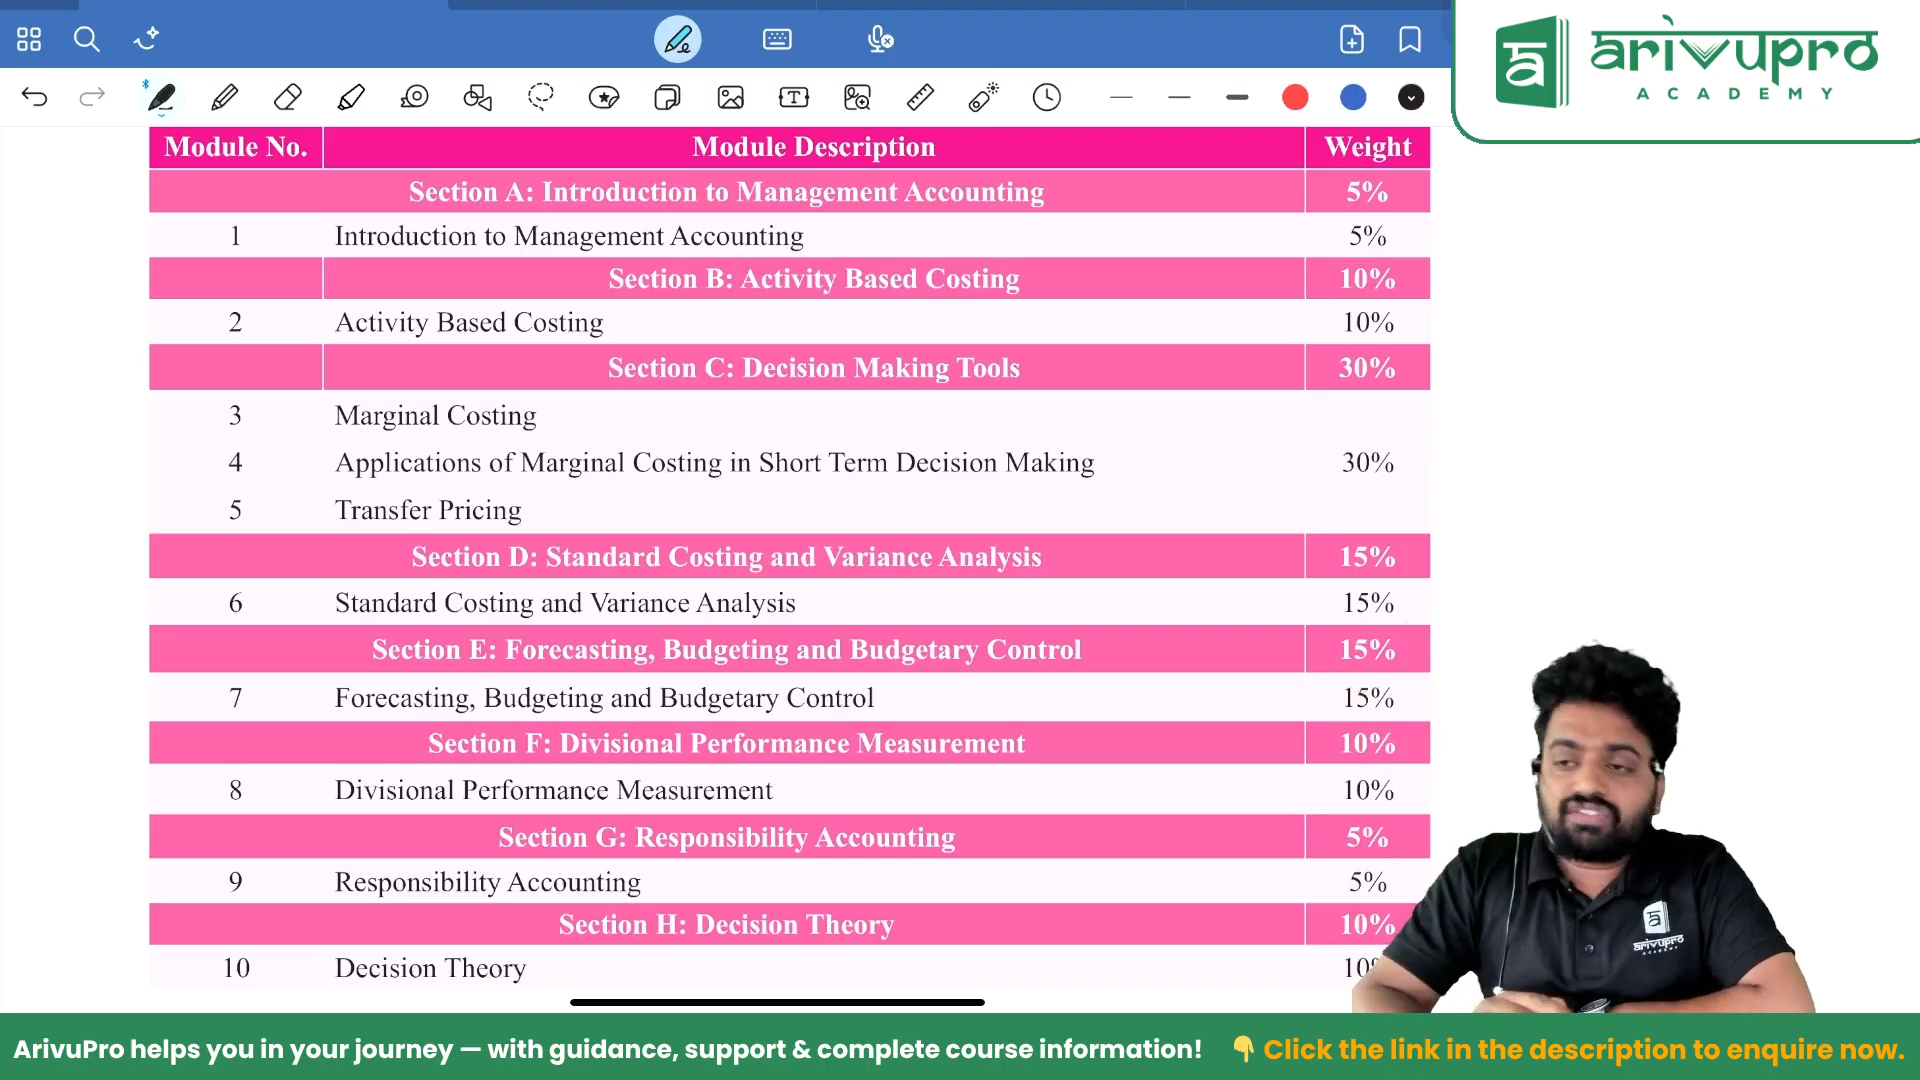 arivupro
ACADEMY
Module No. Module Description Weight
Section A: Introduction to Management Accounting 5%
1 Introduction to Management Accounting 5%
Section B: Activity Based Costing 10%
2 Activity Based Costing 10%
Section C: Decision Making Tools 30%
3 Marginal Costing
4 Applications of Marginal Costing in Short Term Decision Making 30%
5 Transfer Pricing
Section D: Standard Costing and Variance Analysis 15%
6 Standard Costing and Variance Analysis 15%
Section E: Forecasting, Budgeting and Budgetary Control 15%
7 Forecasting, Budgeting and Budgetary Control 15%
Section F: Divisional Performance Measurement 10%
8 Divisional Performance Measurement 10%
Section G: Responsibility Accounting 5%
9 Responsibility Accounting 5%
Section H: Decision Theory 10%
10 Decision Theory 10%
arivupro
ACADEMY
ArivuPro helps you in your journey — with guidance, support & complete course information! 👇 Click the link in the description to enquire now.